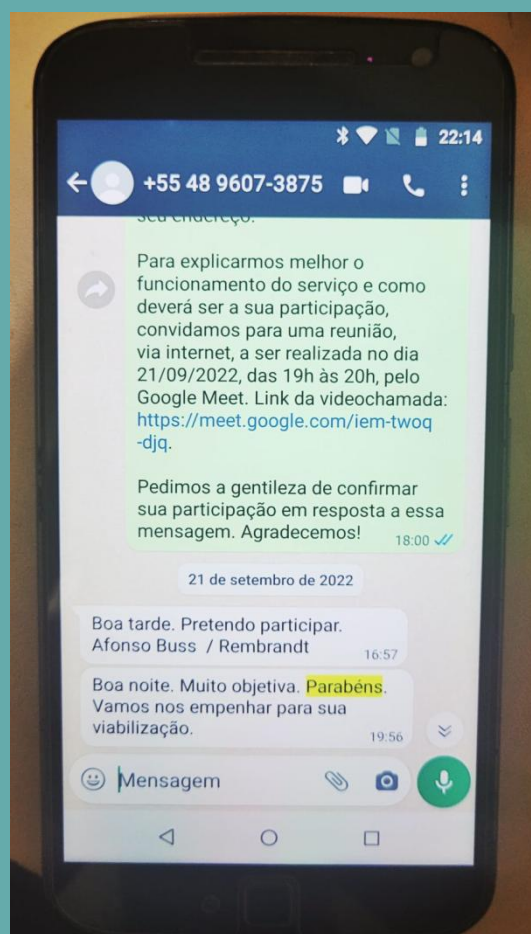 22:14
+55 48 9607-3875
seu endereço.
Para explicarmos melhor o
funcionamento do serviço e como
deverá ser a sua participação,
convidamos para uma reunião,
via internet, a ser realizada no dia
21/09/2022, das 19h às 20h, pelo
Google Meet. Link da videochamada:
https://meet.google.com/iem-twoq
-djq.
Pedimos a gentileza de confirmar
sua participação em resposta a essa
mensagem. Agradecemos!
18:00
21 de setembro de 2022
Boa tarde. Pretendo participar.
Afonso Buss / Rembrandt
16:57
Boa noite. Muito objetiva. Parabéns.
Vamos nos empenhar para sua
viabilização.
19:56
Mensagem